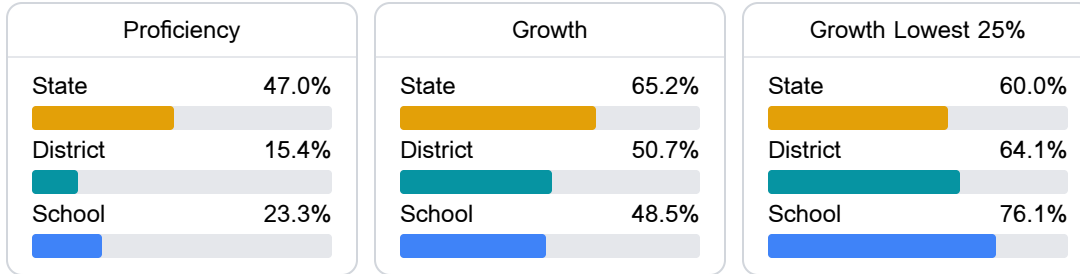 Proficiency
State 47.0%
District 15.4%
School 23.3%
Growth
State 65.2%
District 50.7%
School 48.5%
Growth Lowest 25%
State 60.0%
District 64.1%
School 76.1%